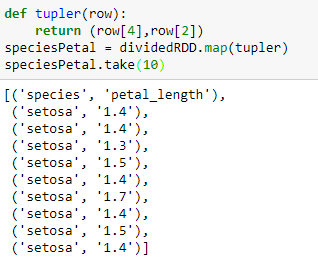 def tupler(row):
    return (row[4],row[2])
speciesPetal = dividedRDD.map(tupler)
speciesPetal.take(10)
[('species', 'petal_length'),
 ('setosa', '1.4'),
 ('setosa', '1.4'),
 ('setosa', '1.3'),
 ('setosa', '1.5'),
 ('setosa', '1.4'),
 ('setosa', '1.7'),
 ('setosa', '1.4'),
 ('setosa', '1.5'),
 ('setosa', '1.4')]